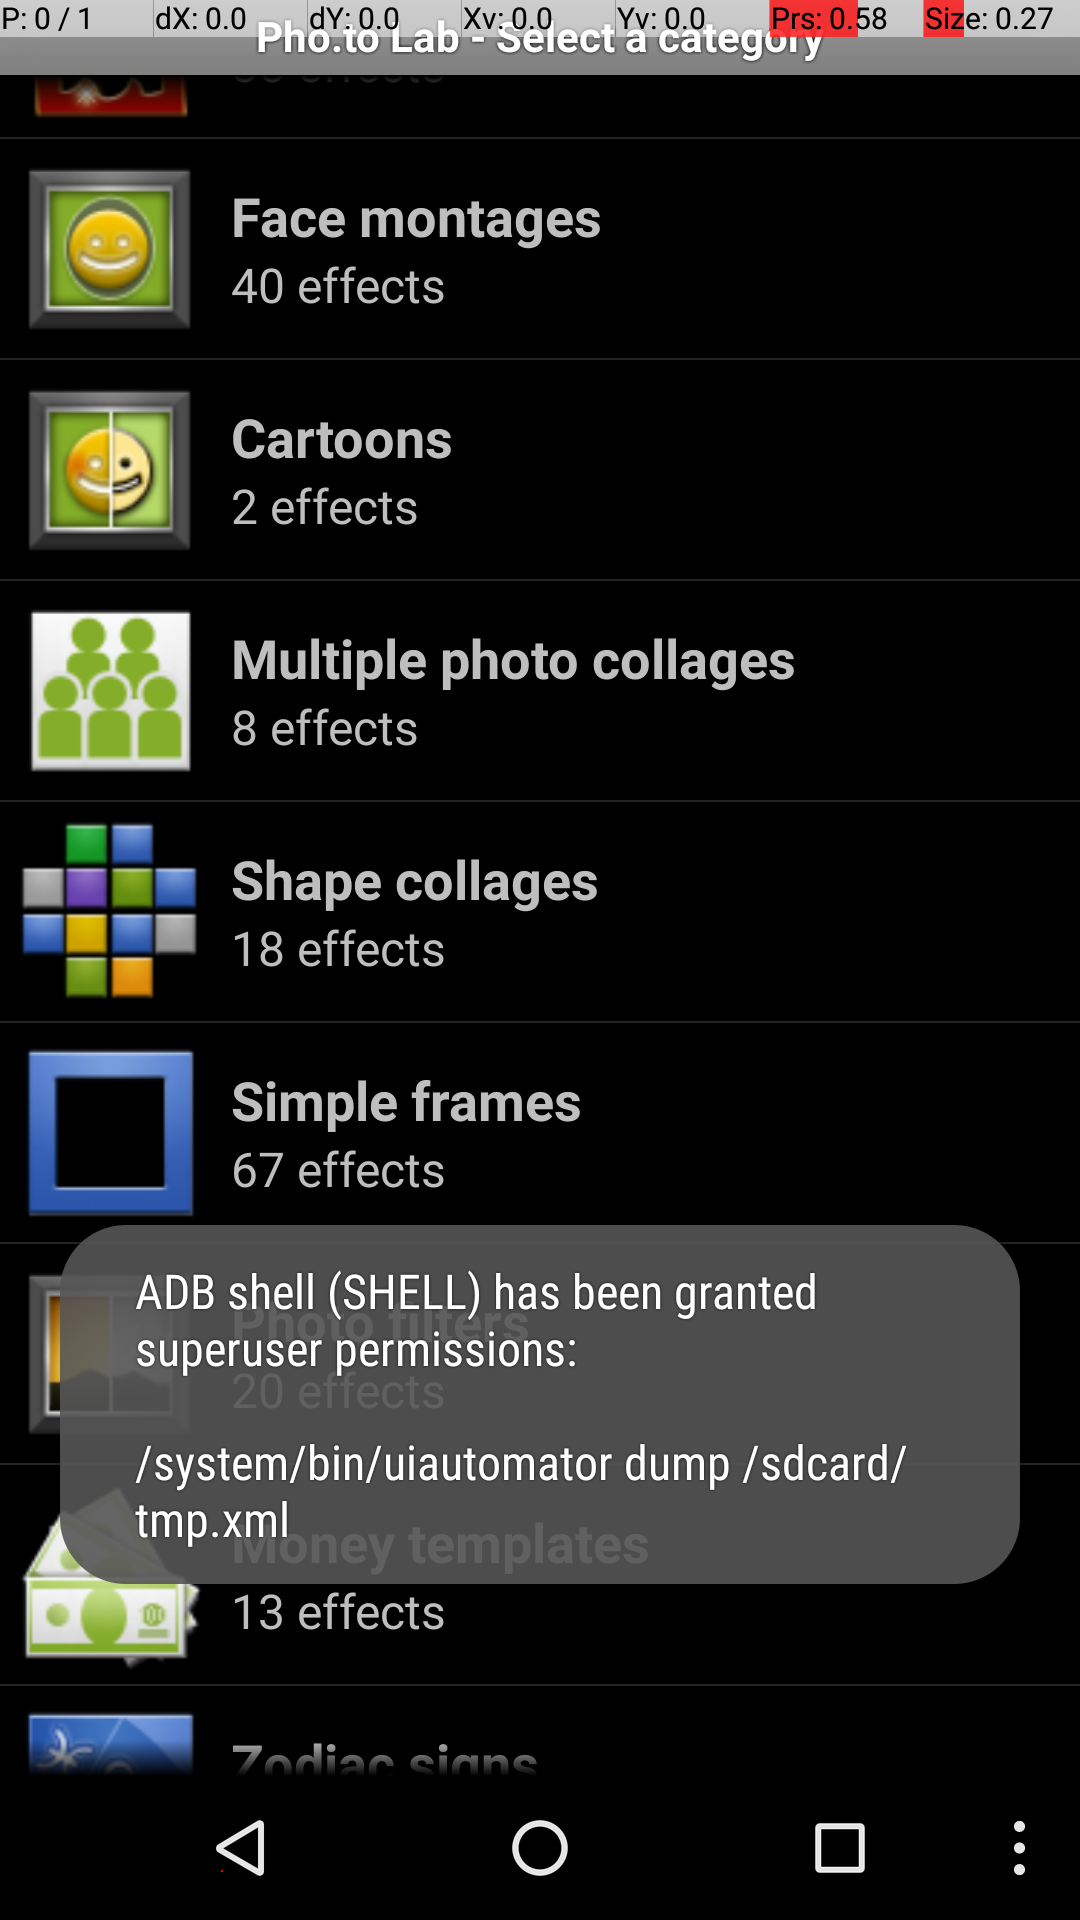 P: 0 / 1 dX: 0.0 dY: 0.0 Xv: 0.0 Yv: 0.0 Prs: 0.58 Size: 0.27
Pho.to Lab - Select a category
effects
Face montages
40 effects
Cartoons
2 effects
Multiple photo collages
8 effects
Shape collages
18 effects
Simple frames
67 effects
ADB shell (SHELL) has been granted
Photo filters
superuser permissions:
20 effects
/system/bin/uiautomator dump /sdcard/
tmp.xml
Money templates
13 effects
Zodiac signs